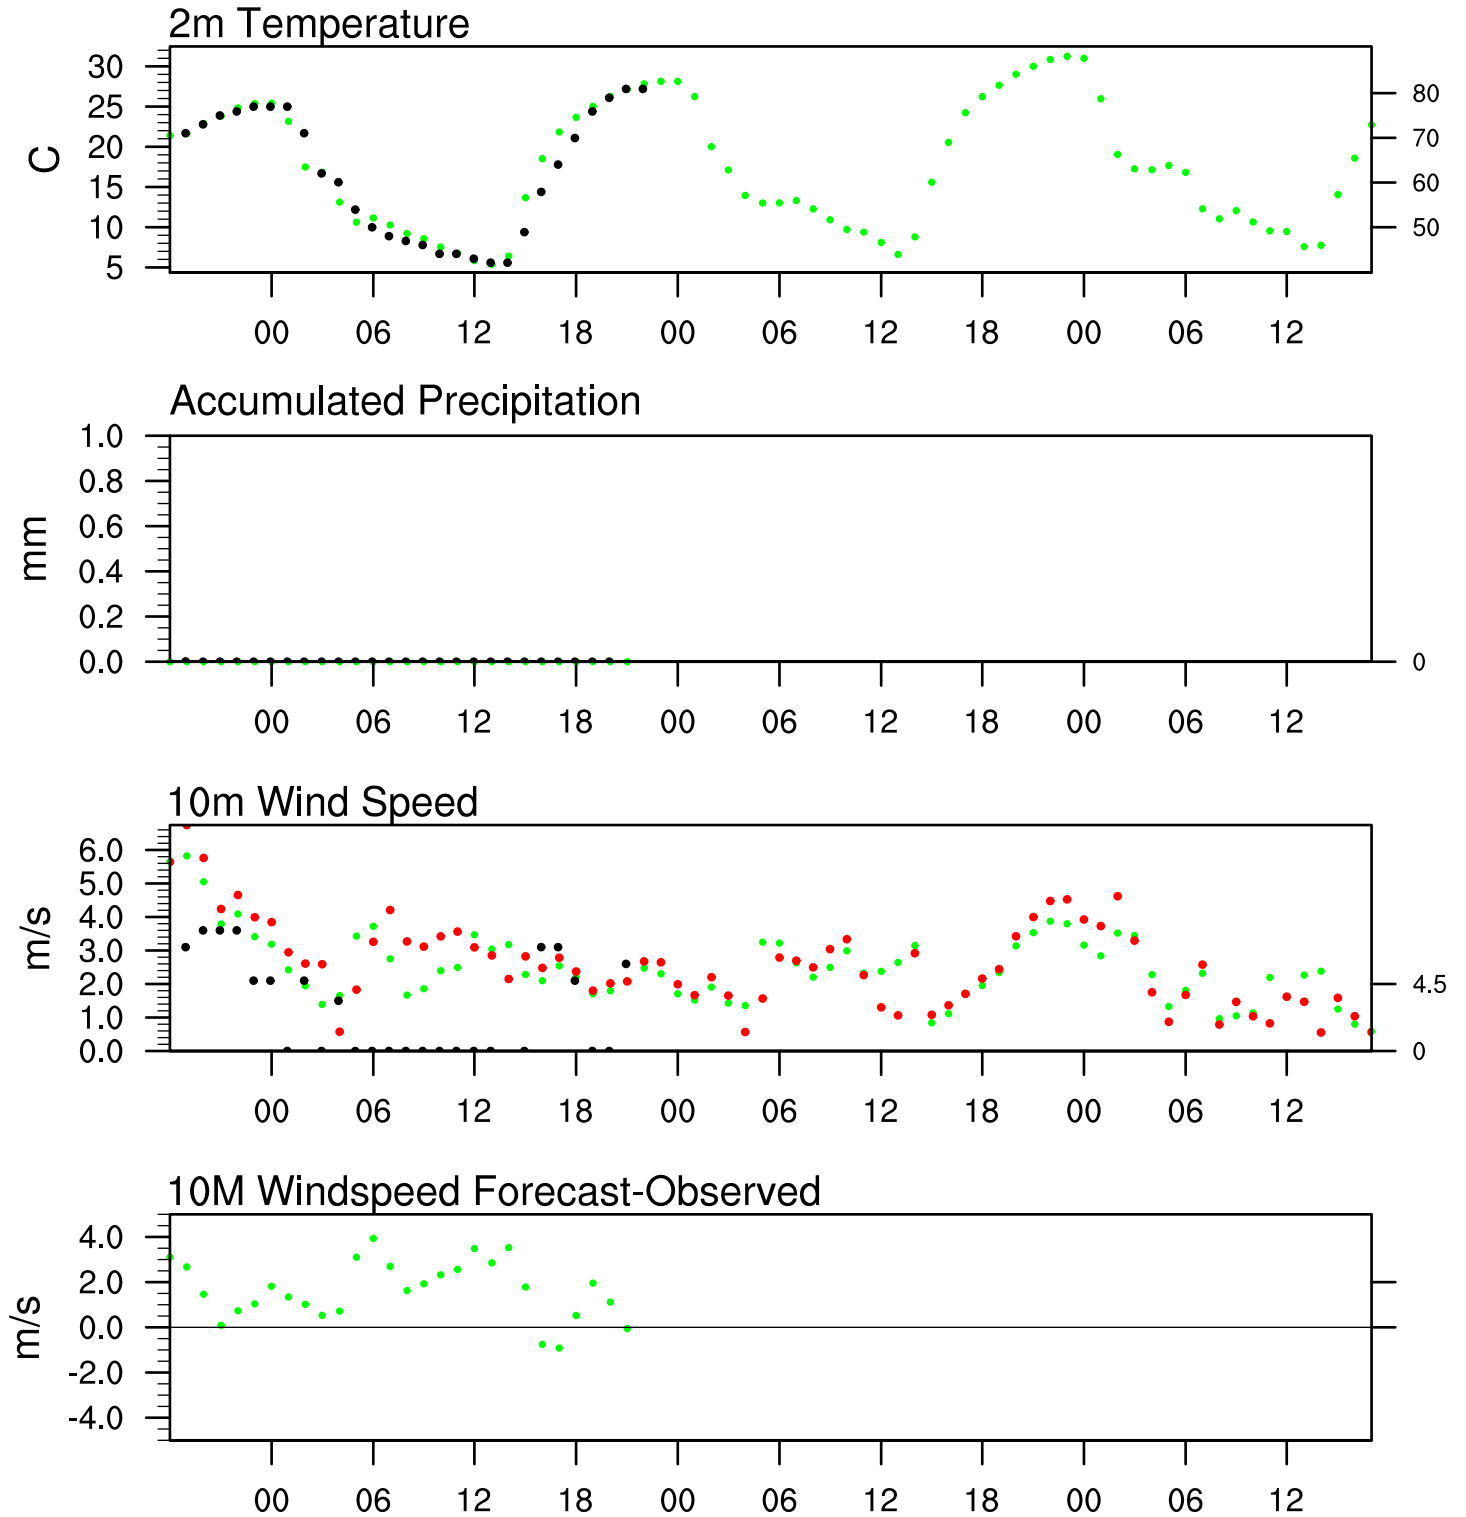 2m Temperature
30
25
20
15
10
5
C
80
70
60
50
00 06 12 18 00 06 12 18 00 06 12
Accumulated Precipitation
1.0
0.8
0.6
0.4
0.2
0.0
mm
0
00 06 12 18 00 06 12 18 00 06 12
10m Wind Speed
6.0
5.0
4.0
3.0
2.0
1.0
0.0
m/s
4.5
0
00 06 12 18 00 06 12 18 00 06 12
10M Windspeed Forecast-Observed
4.0
2.0
0.0
-2.0
-4.0
m/s
00 06 12 18 00 06 12 18 00 06 12